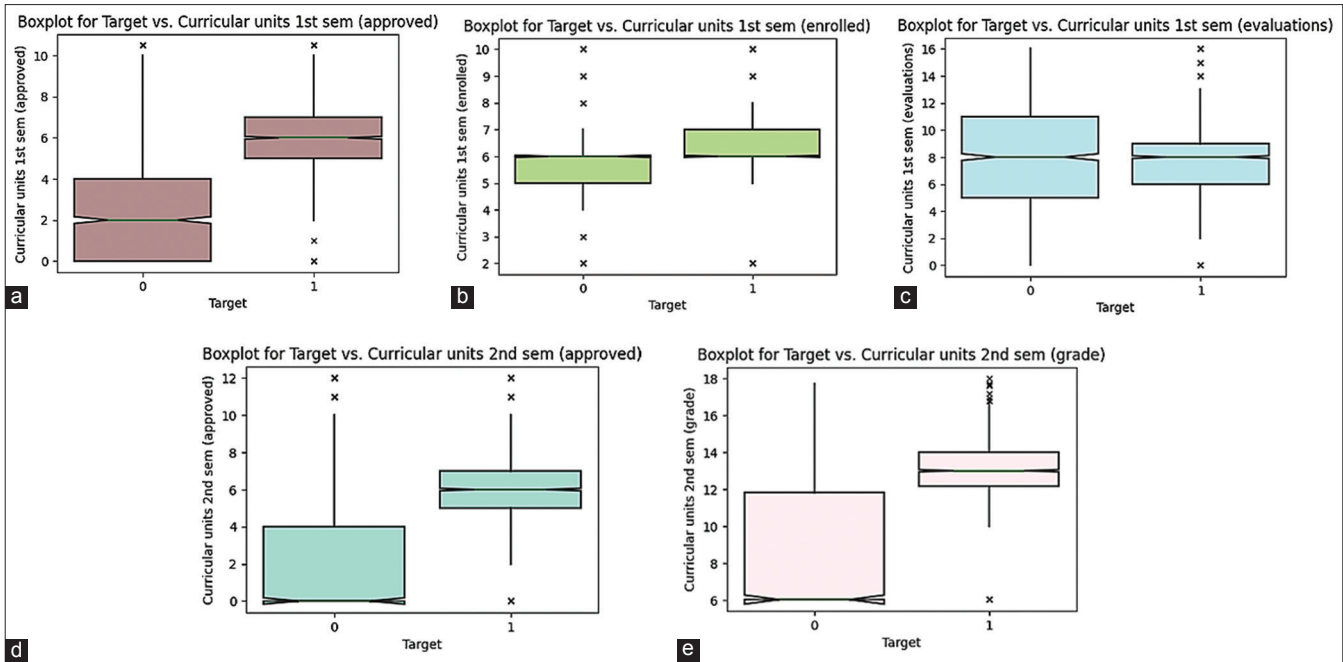 Boxplot for Target vs. Curricular units 1st sem (approved)
Curricular units 1st sem (approved)
10
8
6
4
2
0
0 1
Target
a
Boxplot for Target vs. Curricular units 1st sem (enrolled)
Curricular units 1st sem (enrolled)
10
9
8
7
6
5
4
3
2
0 1
Target
b
Boxplot for Target vs. Curricular units 1st sem (evaluations)
Curricular units 1st sem (evaluations)
16
14
12
10
8
6
4
2
0
0 1
Target
c
Boxplot for Target vs. Curricular units 2nd sem (approved)
Curricular units 2nd sem (approved)
12
10
8
6
4
2
0
0 1
Target
d
Boxplot for Target vs. Curricular units 2nd sem (grade)
Curricular units 2nd sem (grade)
18
16
14
12
10
8
6
0 1
Target
e